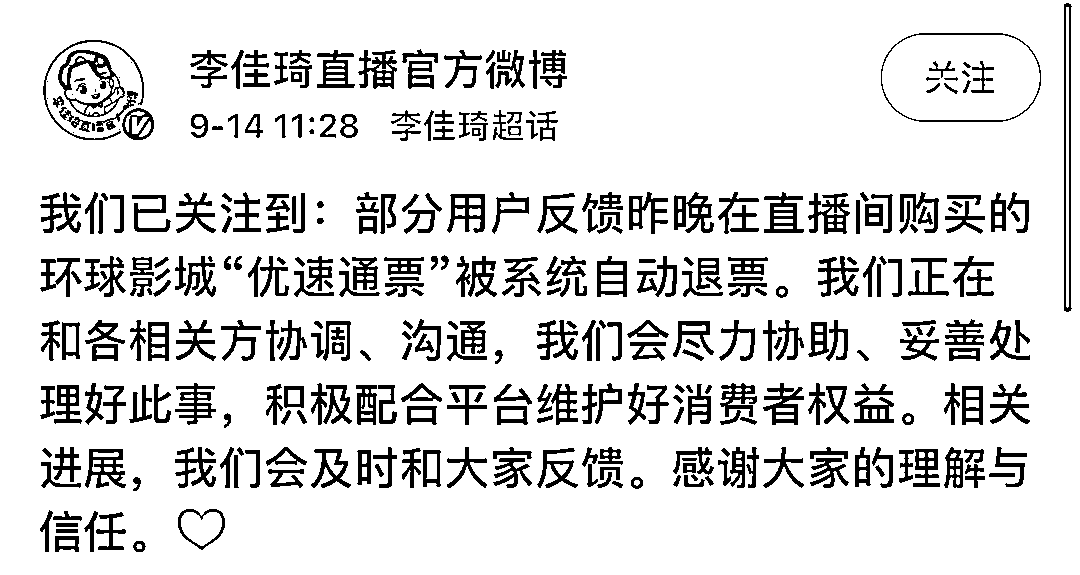 李佳琦直播官方微博
关注
9-14 11:28 李佳琦超话
我们已关注到：部分用户反馈昨晚在直播间购买的
环球影城“优速通票”被系统自动退票。我们正在
和各相关方协调、沟通，我们会尽力协助、妥善处
理好此事，积极配合平台维护好消费者权益。相关
进展，我们会及时和大家反馈。感谢大家的理解与
信任。♡